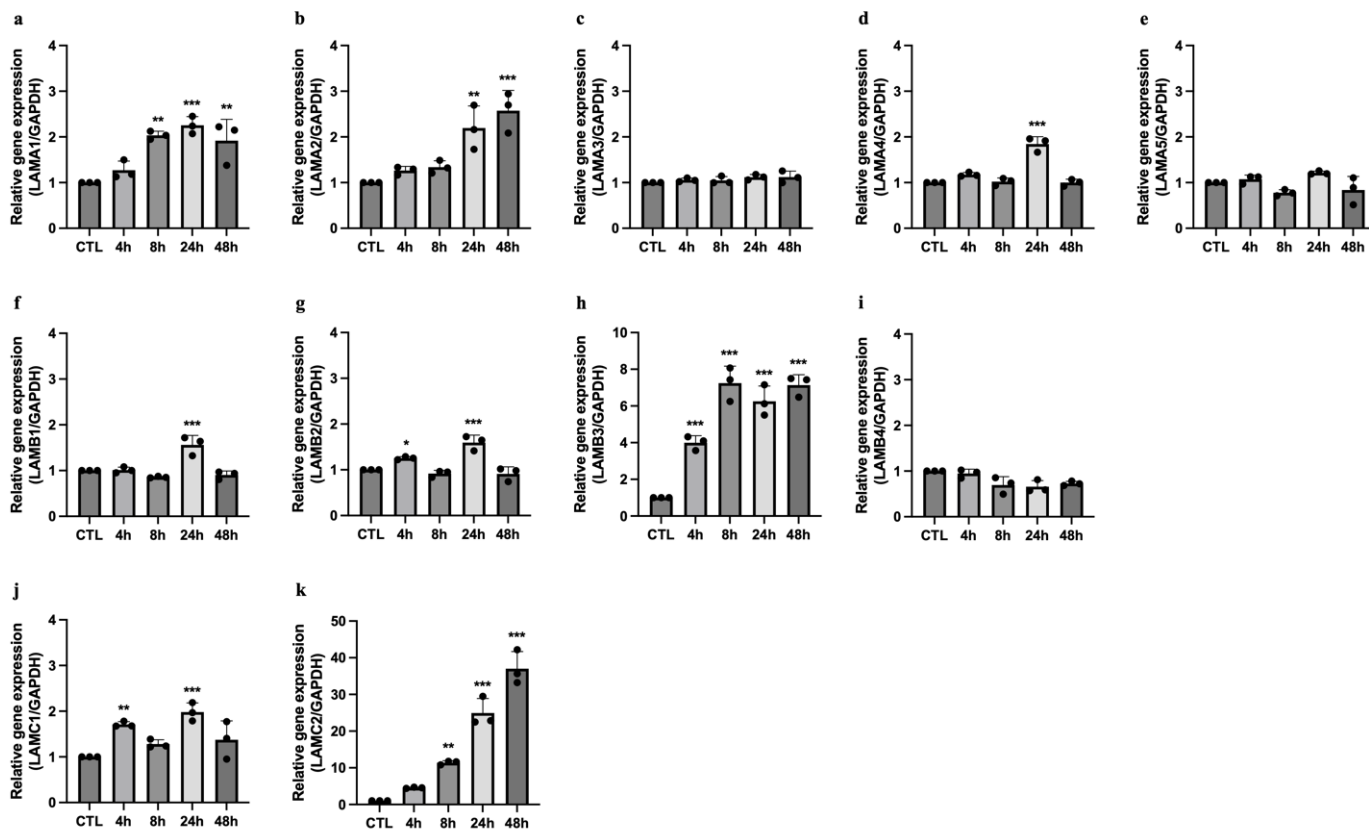 a
Relative gene expression
(LAMA1/GAPDH)
4
3
2
1
0
** *** **
CTL 4h 8h 24h 48h
b
Relative gene expression
(LAMA2/GAPDH)
4
3
2
1
0
** ***
CTL 4h 8h 24h 48h
c
Relative gene expression
(LAMA3/GAPDH)
4
3
2
1
0
CTL 4h 8h 24h 48h
d
Relative gene expression
(LAMA4/GAPDH)
4
3
2
1
0
***
CTL 4h 8h 24h 48h
e
Relative gene expression
(LAMA5/GAPDH)
4
3
2
1
0
CTL 4h 8h 24h 48h
f
Relative gene expression
(LAMB1/GAPDH)
4
3
2
1
0
***
CTL 4h 8h 24h 48h
g
Relative gene expression
(LAMB2/GAPDH)
4
3
2
1
0
* ***
CTL 4h 8h 24h 48h
h
Relative gene expression
(LAMB3/GAPDH)
10
8
6
4
2
0
*** *** *** ***
CTL 4h 8h 24h 48h
i
Relative gene expression
(LAMB4/GAPDH)
4
3
2
1
0
CTL 4h 8h 24h 48h
j
Relative gene expression
(LAMC1/GAPDH)
4
3
2
1
0
** ***
CTL 4h 8h 24h 48h
k
Relative gene expression
(LAMC2/GAPDH)
50
40
30
20
10
0
** *** ***
CTL 4h 8h 24h 48h